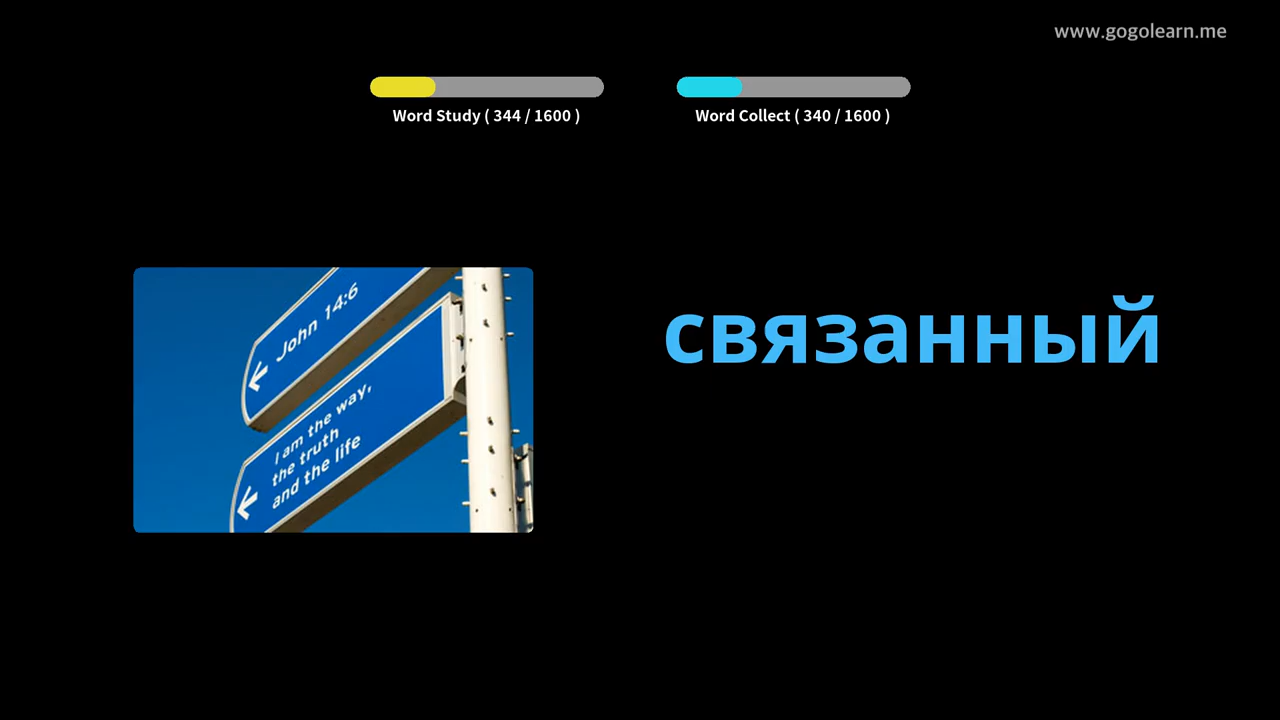 www.gogolearn.me
Word Study ( 344 / 1600 )
Word Collect ( 340 / 1600 )
John 14:6
I am the way,
the truth
and the life
связанный